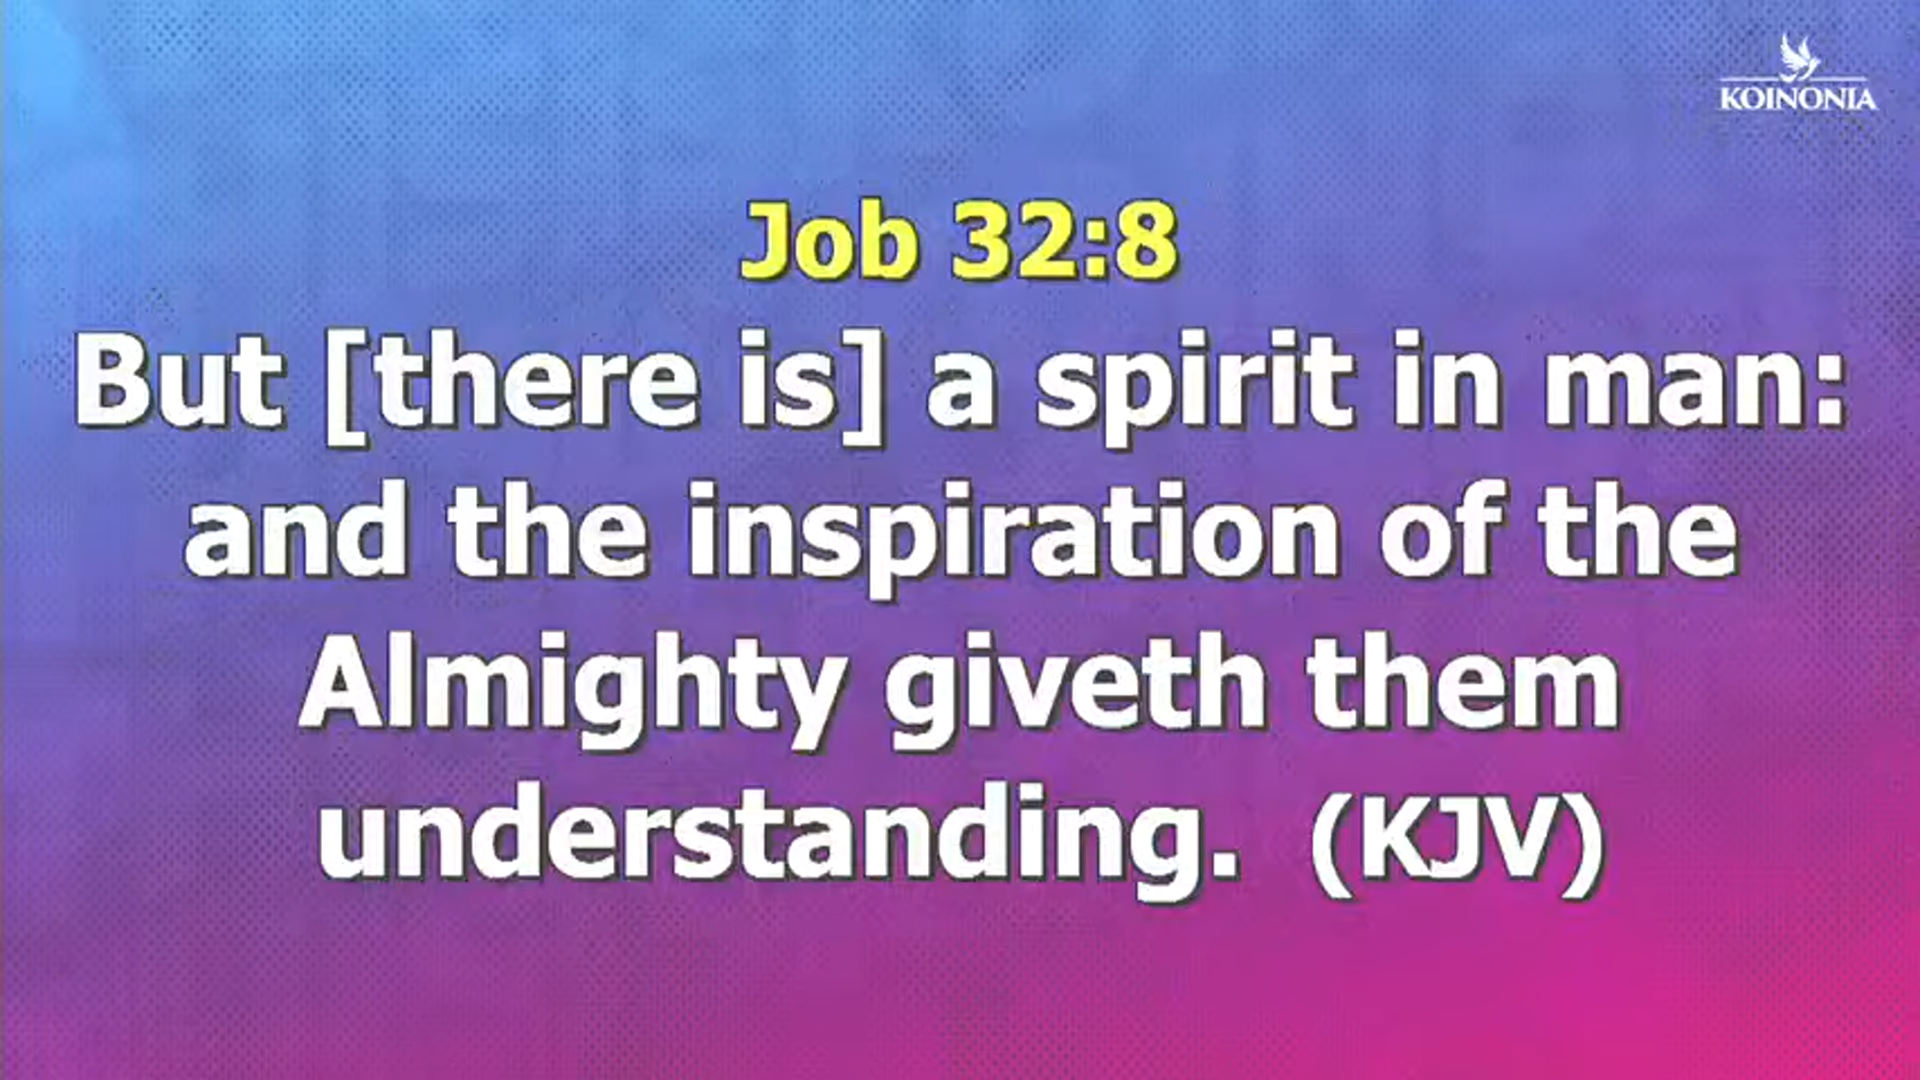 KOINONIA
Job 32:8
But [there is] a spirit in man:
and the inspiration of the
Almighty giveth them
understanding. (KJV)